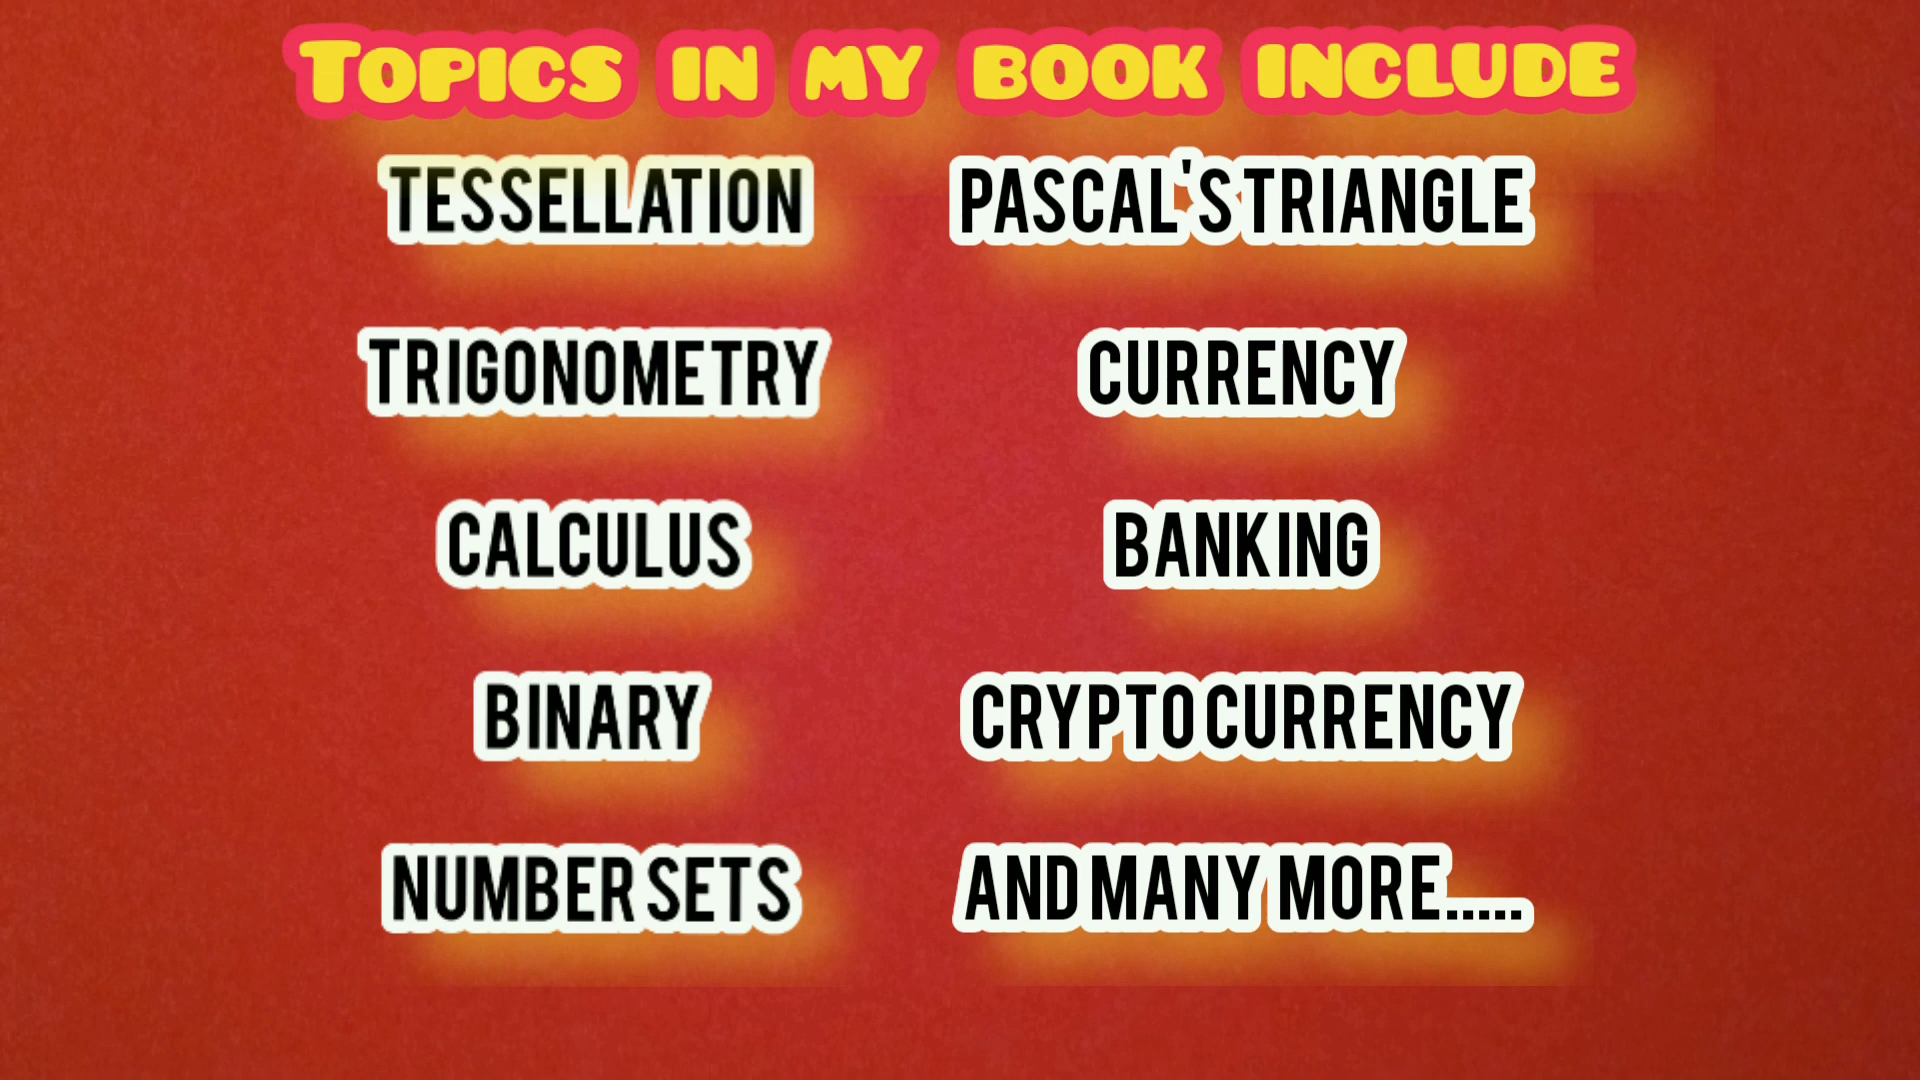 TOPICS IN MY BOOK INCLUDE
TESSELLATION
PASCAL'S TRIANGLE
TRIGONOMETRY
CURRENCY
CALCULUS
BANKING
BINARY
CRYPTOCURRENCY
NUMBER SETS
AND MANY MORE.....